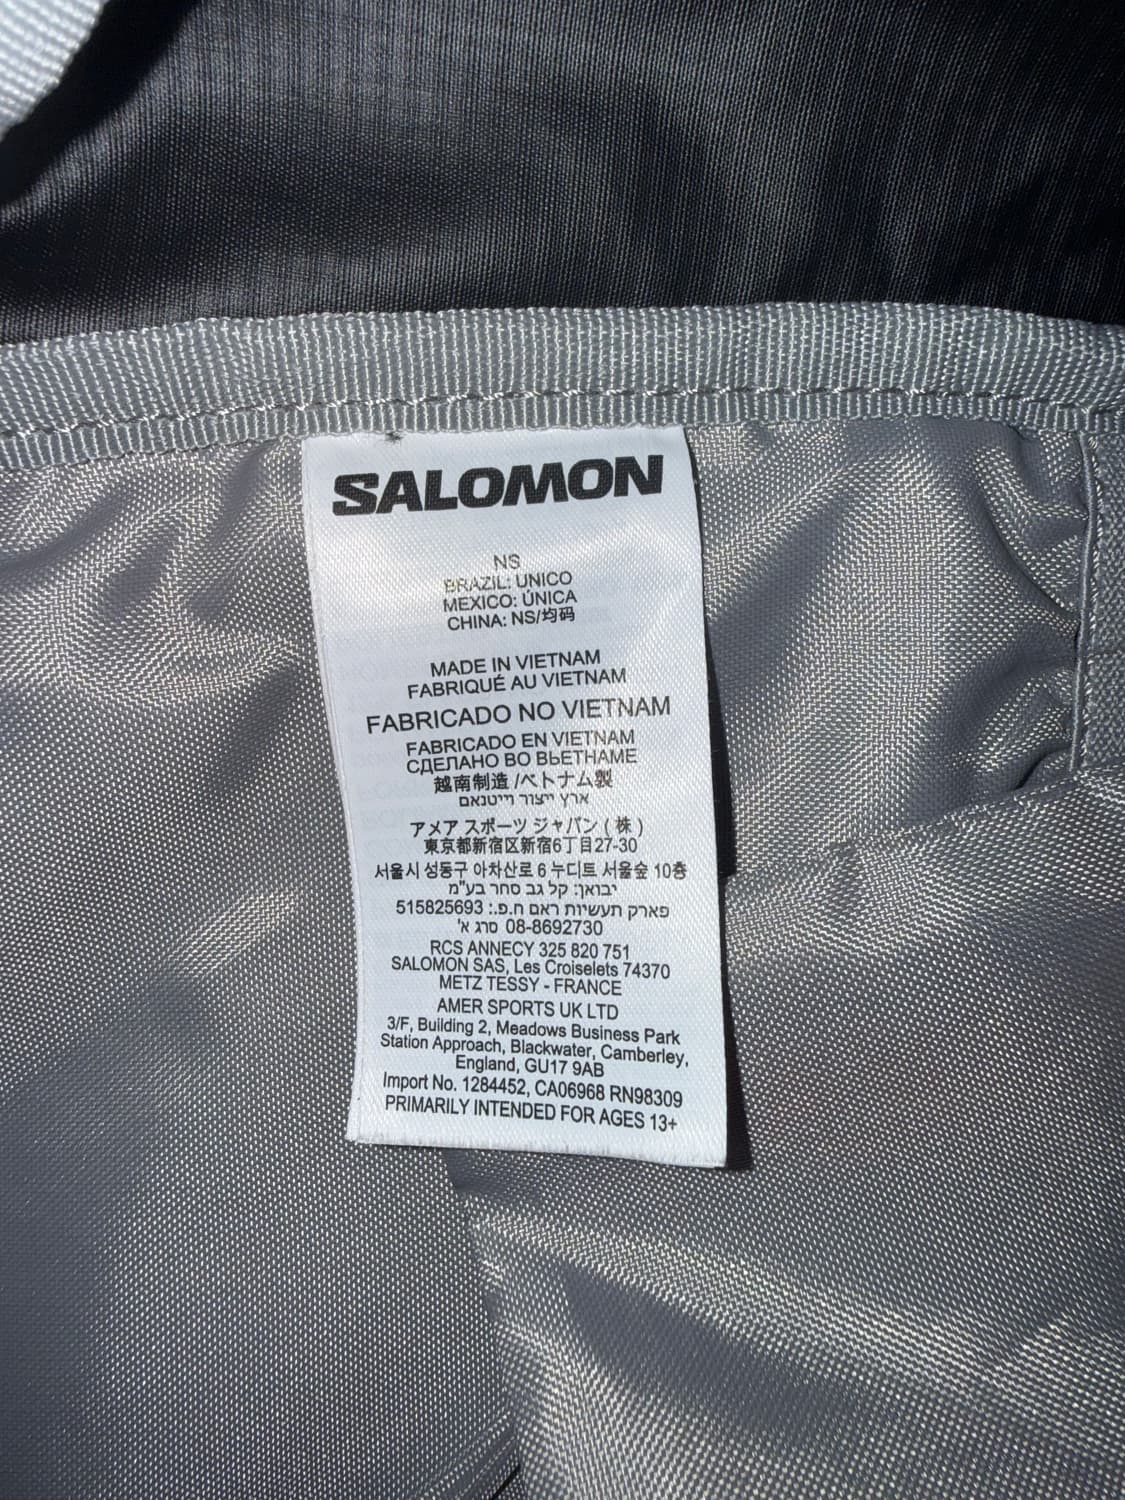 SALOMON
NS
BRAZIL: UNICO
MEXICO: ÚNICA
CHINA: NS/均码
MADE IN VIETNAM
FABRIQUÉ AU VIETNAM
FABRICADO NO VIETNAM
FABRICADO EN VIETNAM
СДЕЛАНО ВО ВЬЕТНАМЕ
越南制造 /ベトナム製
ארץ ייצור וייטנאם
アメア スポーツ ジャパン ( 株 )
東京都新宿区新宿6丁目27-30
서울시 성동구 아차산로 6 누디트 서울숲 10층
יבואן: קל גב סחר בע"מ
פארק תעשיות ראם ח.פ.: 515825693
08-8692730 סרג א'
RCS ANNECY 325 820 751
SALOMON SAS, Les Croiselets 74370
METZ TESSY - FRANCE
AMER SPORTS UK LTD
3/F, Building 2, Meadows Business Park
Station Approach, Blackwater, Camberley,
England, GU17 9AB
Import No. 1284452, CA06968 RN98309
PRIMARILY INTENDED FOR AGES 13+